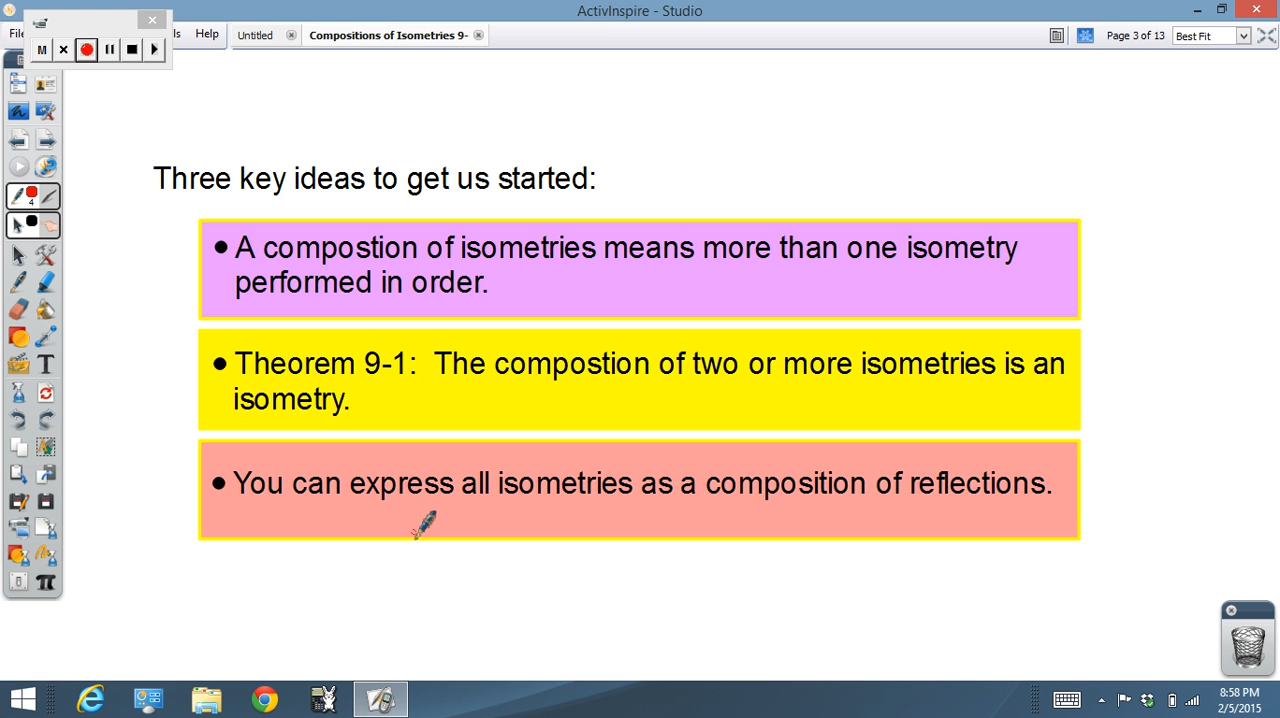 ActivInspire - Studio
File
ls
Help
Untitled
Compositions of Isometries 9-
Page 3 of 13
Best Fit
M
4
T
Three key ideas to get us started:
• A compostion of isometries means more than one isometry
performed in order.
• Theorem 9-1:  The compostion of two or more isometries is an
isometry.
• You can express all isometries as a composition of reflections.
8:58 PM
2/5/2015